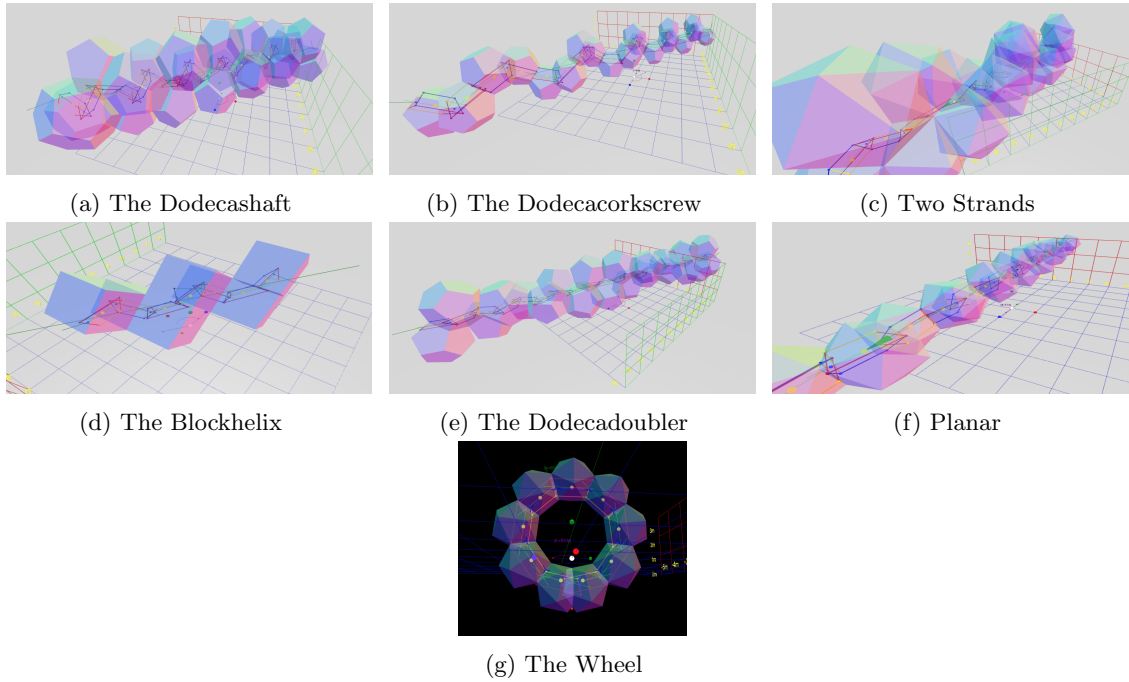 (a) The Dodecashaft
(b) The Dodecacorkscrew
(c) Two Strands
(d) The Blockhelix
(e) The Dodecadoubler
(f) Planar
(g) The Wheel